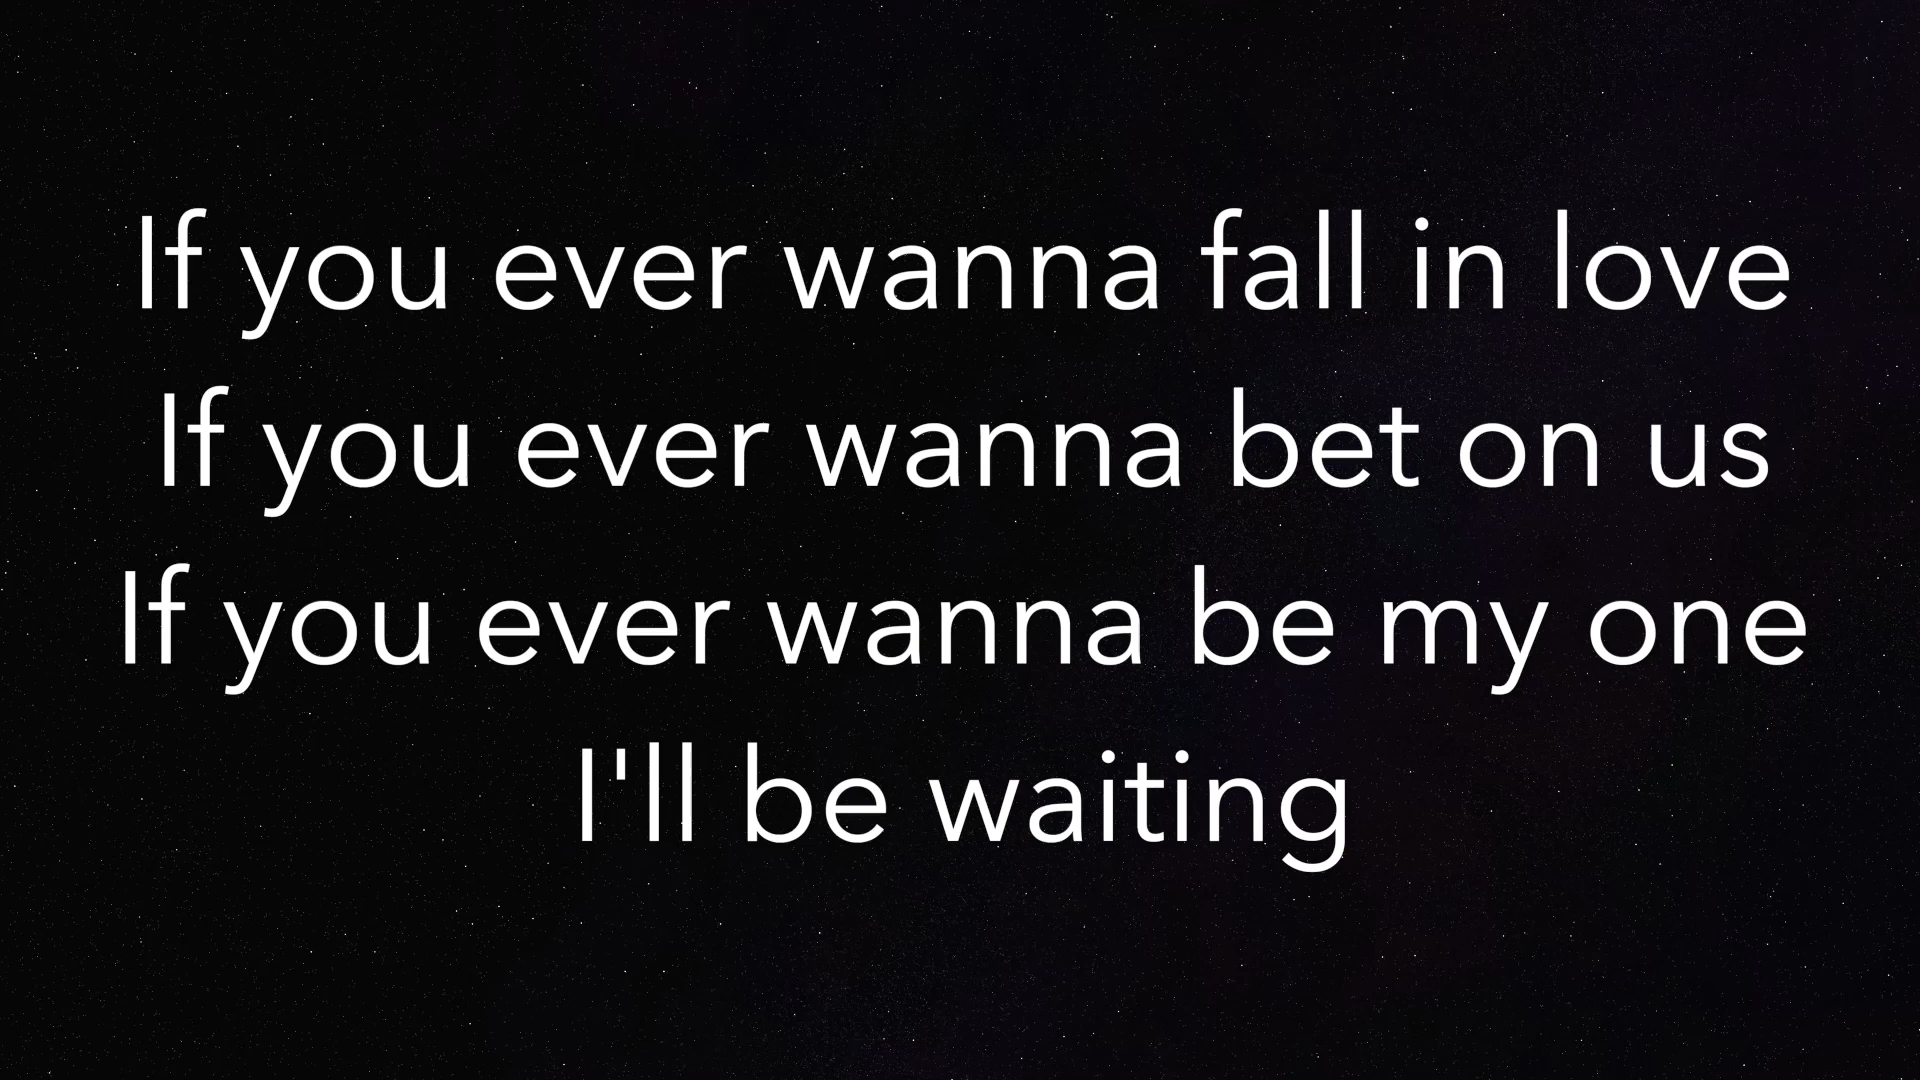 If you ever wanna fall in love
If you ever wanna bet on us
If you ever wanna be my one
I'll be waiting